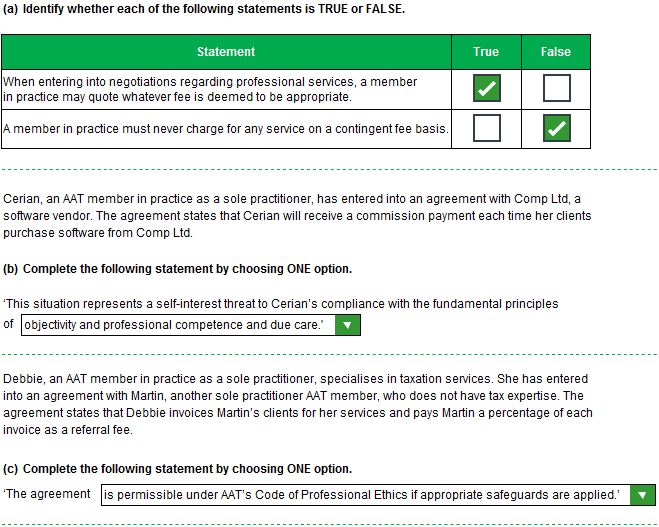 (a) Identify whether each of the following statements is TRUE or FALSE.
Statement True False
When entering into negotiations regarding professional services, a member
in practice may quote whatever fee is deemed to be appropriate.
A member in practice must never charge for any service on a contingent fee basis.
Cerian, an AAT member in practice as a sole practitioner, has entered into an agreement with Comp Ltd, a
software vendor. The agreement states that Cerian will receive a commission payment each time her clients
purchase software from Comp Ltd.
(b) Complete the following statement by choosing ONE option.
‘This situation represents a self-interest threat to Cerian’s compliance with the fundamental principles
of objectivity and professional competence and due care.’
Debbie, an AAT member in practice as a sole practitioner, specialises in taxation services. She has entered
into an agreement with Martin, another sole practitioner AAT member, who does not have tax expertise. The
agreement states that Debbie invoices Martin’s clients for her services and pays Martin a percentage of each
invoice as a referral fee.
(c) Complete the following statement by choosing ONE option.
‘The agreement is permissible under AAT’s Code of Professional Ethics if appropriate safeguards are applied.’